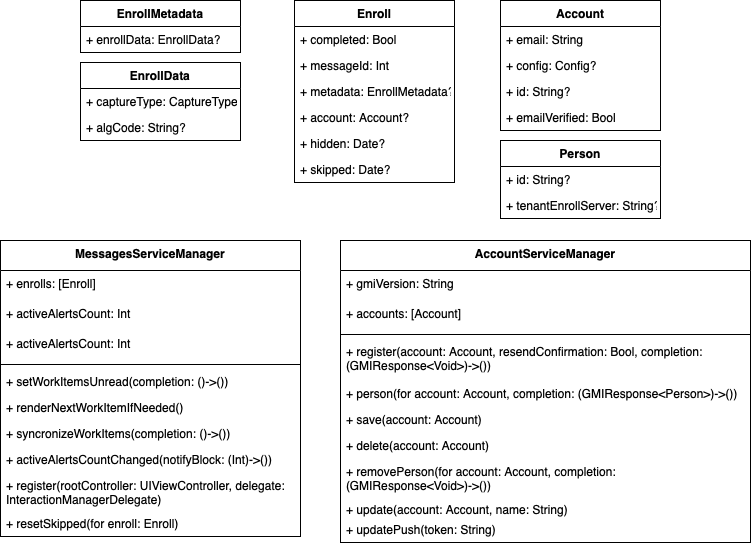 EnrollMetadata
+ enrollData: EnrollData?
EnrollData
+ captureType: CaptureType
+ algCode: String?
Enroll
+ completed: Bool
+ messageId: Int
+ metadata: EnrollMetadata?
+ account: Account?
+ hidden: Date?
+ skipped: Date?
Account
+ email: String
+ config: Config?
+ id: String?
+ emailVerified: Bool
Person
+ id: String?
+ tenantEnrollServer: String?
MessagesServiceManager
+ enrolls: [Enroll]
+ activeAlertsCount: Int
+ activeAlertsCount: Int
+ setWorkItemsUnread(completion: ()->())
+ renderNextWorkItemIfNeeded()
+ syncronizeWorkItems(completion: ()->())
+ activeAlertsCountChanged(notifyBlock: (Int)->())
+ register(rootController: UIViewController, delegate:
InteractionManagerDelegate)
+ resetSkipped(for enroll: Enroll)
AccountServiceManager
+ gmiVersion: String
+ accounts: [Account]
+ register(account: Account, resendConfirmation: Bool, completion:
(GMIResponse<Void>)->())
+ person(for account: Account, completion: (GMIResponse<Person>)->())
+ save(account: Account)
+ delete(account: Account)
+ removePerson(for account: Account, completion:
(GMIResponse<Void>)->())
+ update(account: Account, name: String)
+ updatePush(token: String)